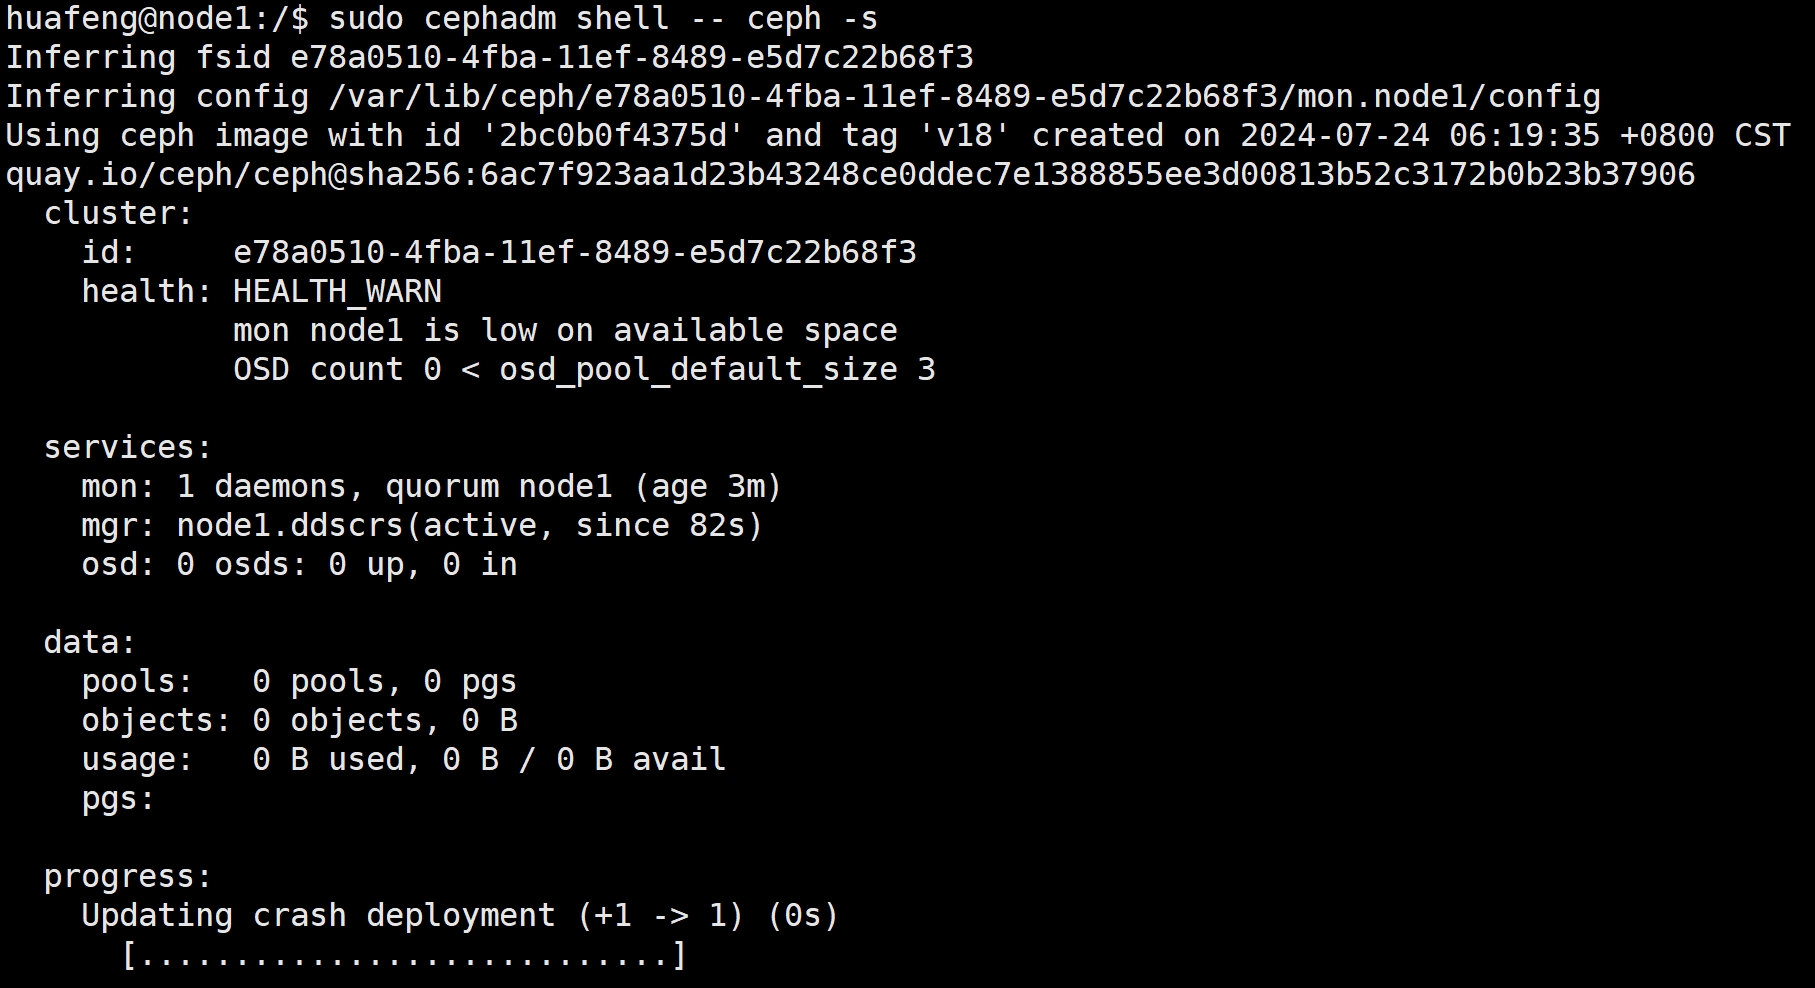 huafeng@node1:/$ sudo cephadm shell -- ceph -s
Inferring fsid e78a0510-4fba-11ef-8489-e5d7c22b68f3
Inferring config /var/lib/ceph/e78a0510-4fba-11ef-8489-e5d7c22b68f3/mon.node1/config
Using ceph image with id '2bc0b0f4375d' and tag 'v18' created on 2024-07-24 06:19:35 +0800 CST
quay.io/ceph/ceph@sha256:6ac7f923aa1d23b43248ce0ddec7e1388855ee3d00813b52c3172b0b23b37906
  cluster:
    id:     e78a0510-4fba-11ef-8489-e5d7c22b68f3
    health: HEALTH_WARN
            mon node1 is low on available space
            OSD count 0 < osd_pool_default_size 3

  services:
    mon: 1 daemons, quorum node1 (age 3m)
    mgr: node1.ddscrs(active, since 82s)
    osd: 0 osds: 0 up, 0 in

  data:
    pools:   0 pools, 0 pgs
    objects: 0 objects, 0 B
    usage:   0 B used, 0 B / 0 B avail
    pgs:

  progress:
    Updating crash deployment (+1 -> 1) (0s)
      [............................]